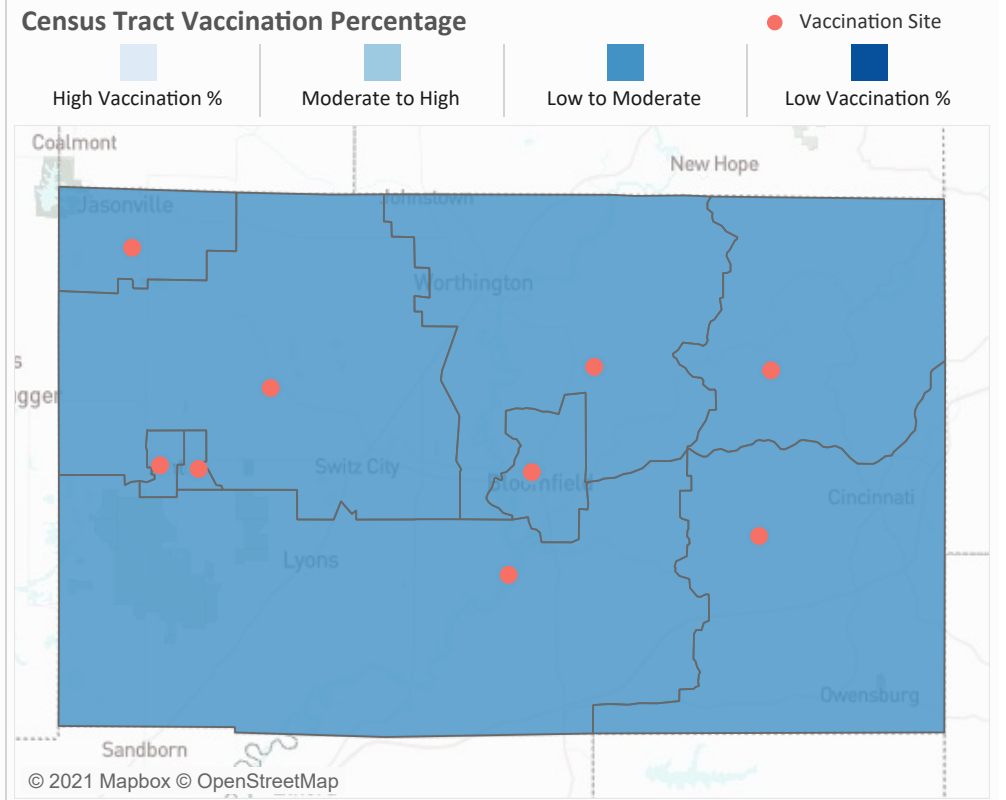 Census Tract Vaccination Percentage
Vaccination Site
High Vaccination %
Moderate to High
Low to Moderate
Low Vaccination %
Coalmont
New Hope
Jasonville
Johnstown
Worthington
Switz City
Bloomfield
Cincinnati
Lyons
Owensburg
Sandborn
© 2021 Mapbox © OpenStreetMap